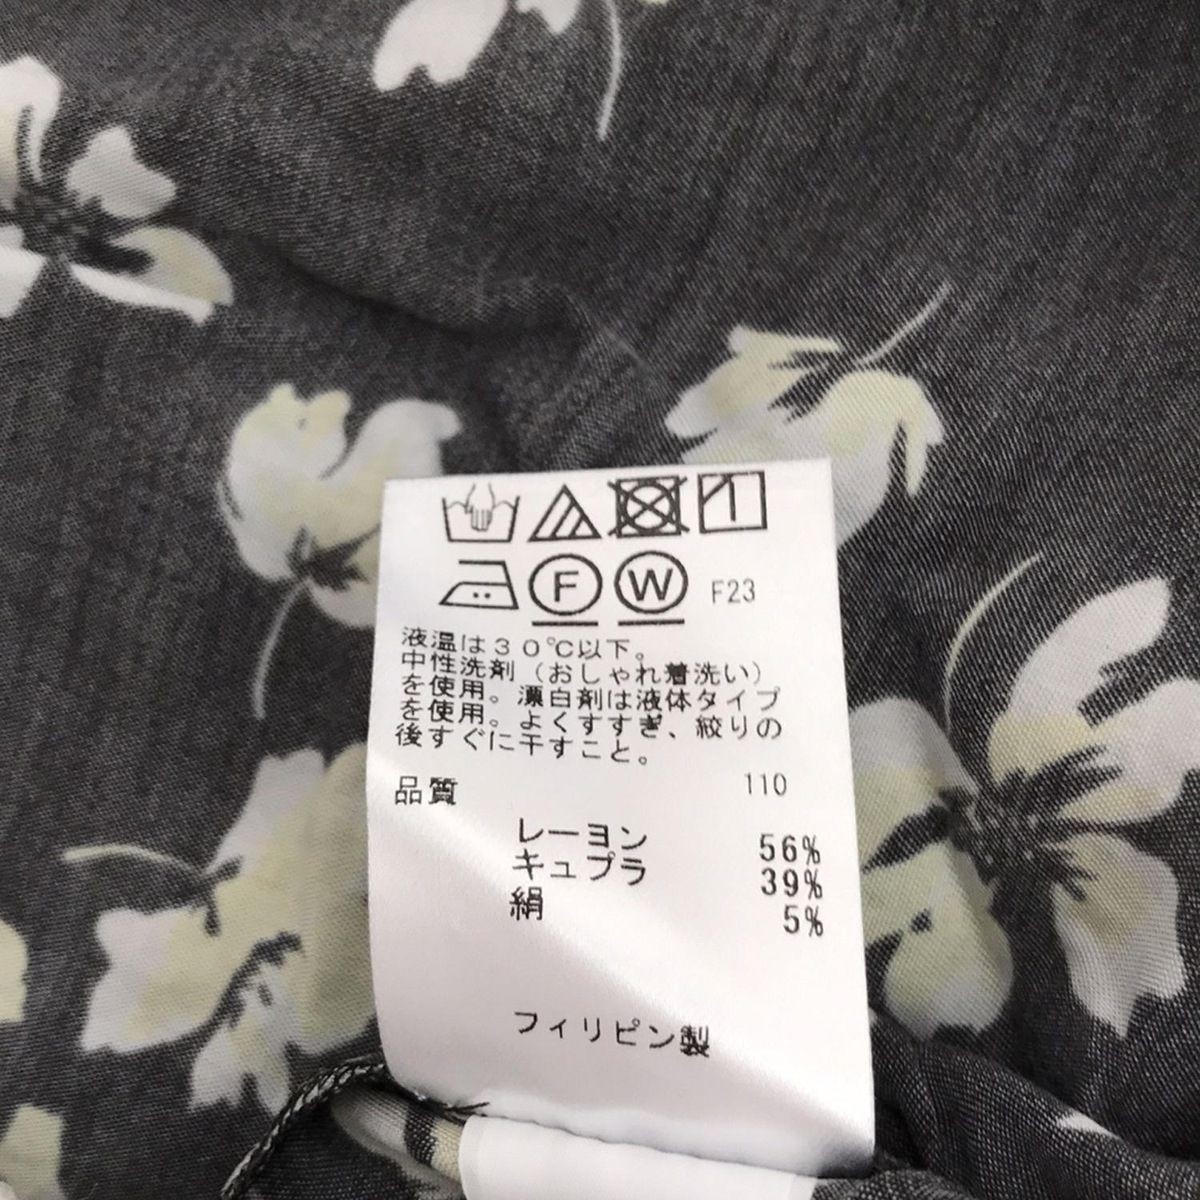 F W F23
液温は30℃以下。
中性洗剤(おしゃれ着洗い)
を使用。漂白剤は液体タイプ
を使用。よくすすぎ、絞りの
後すぐに干すこと。
品質 110
レーヨン 56%
キュプラ 39%
絹 5%
フィリピン製